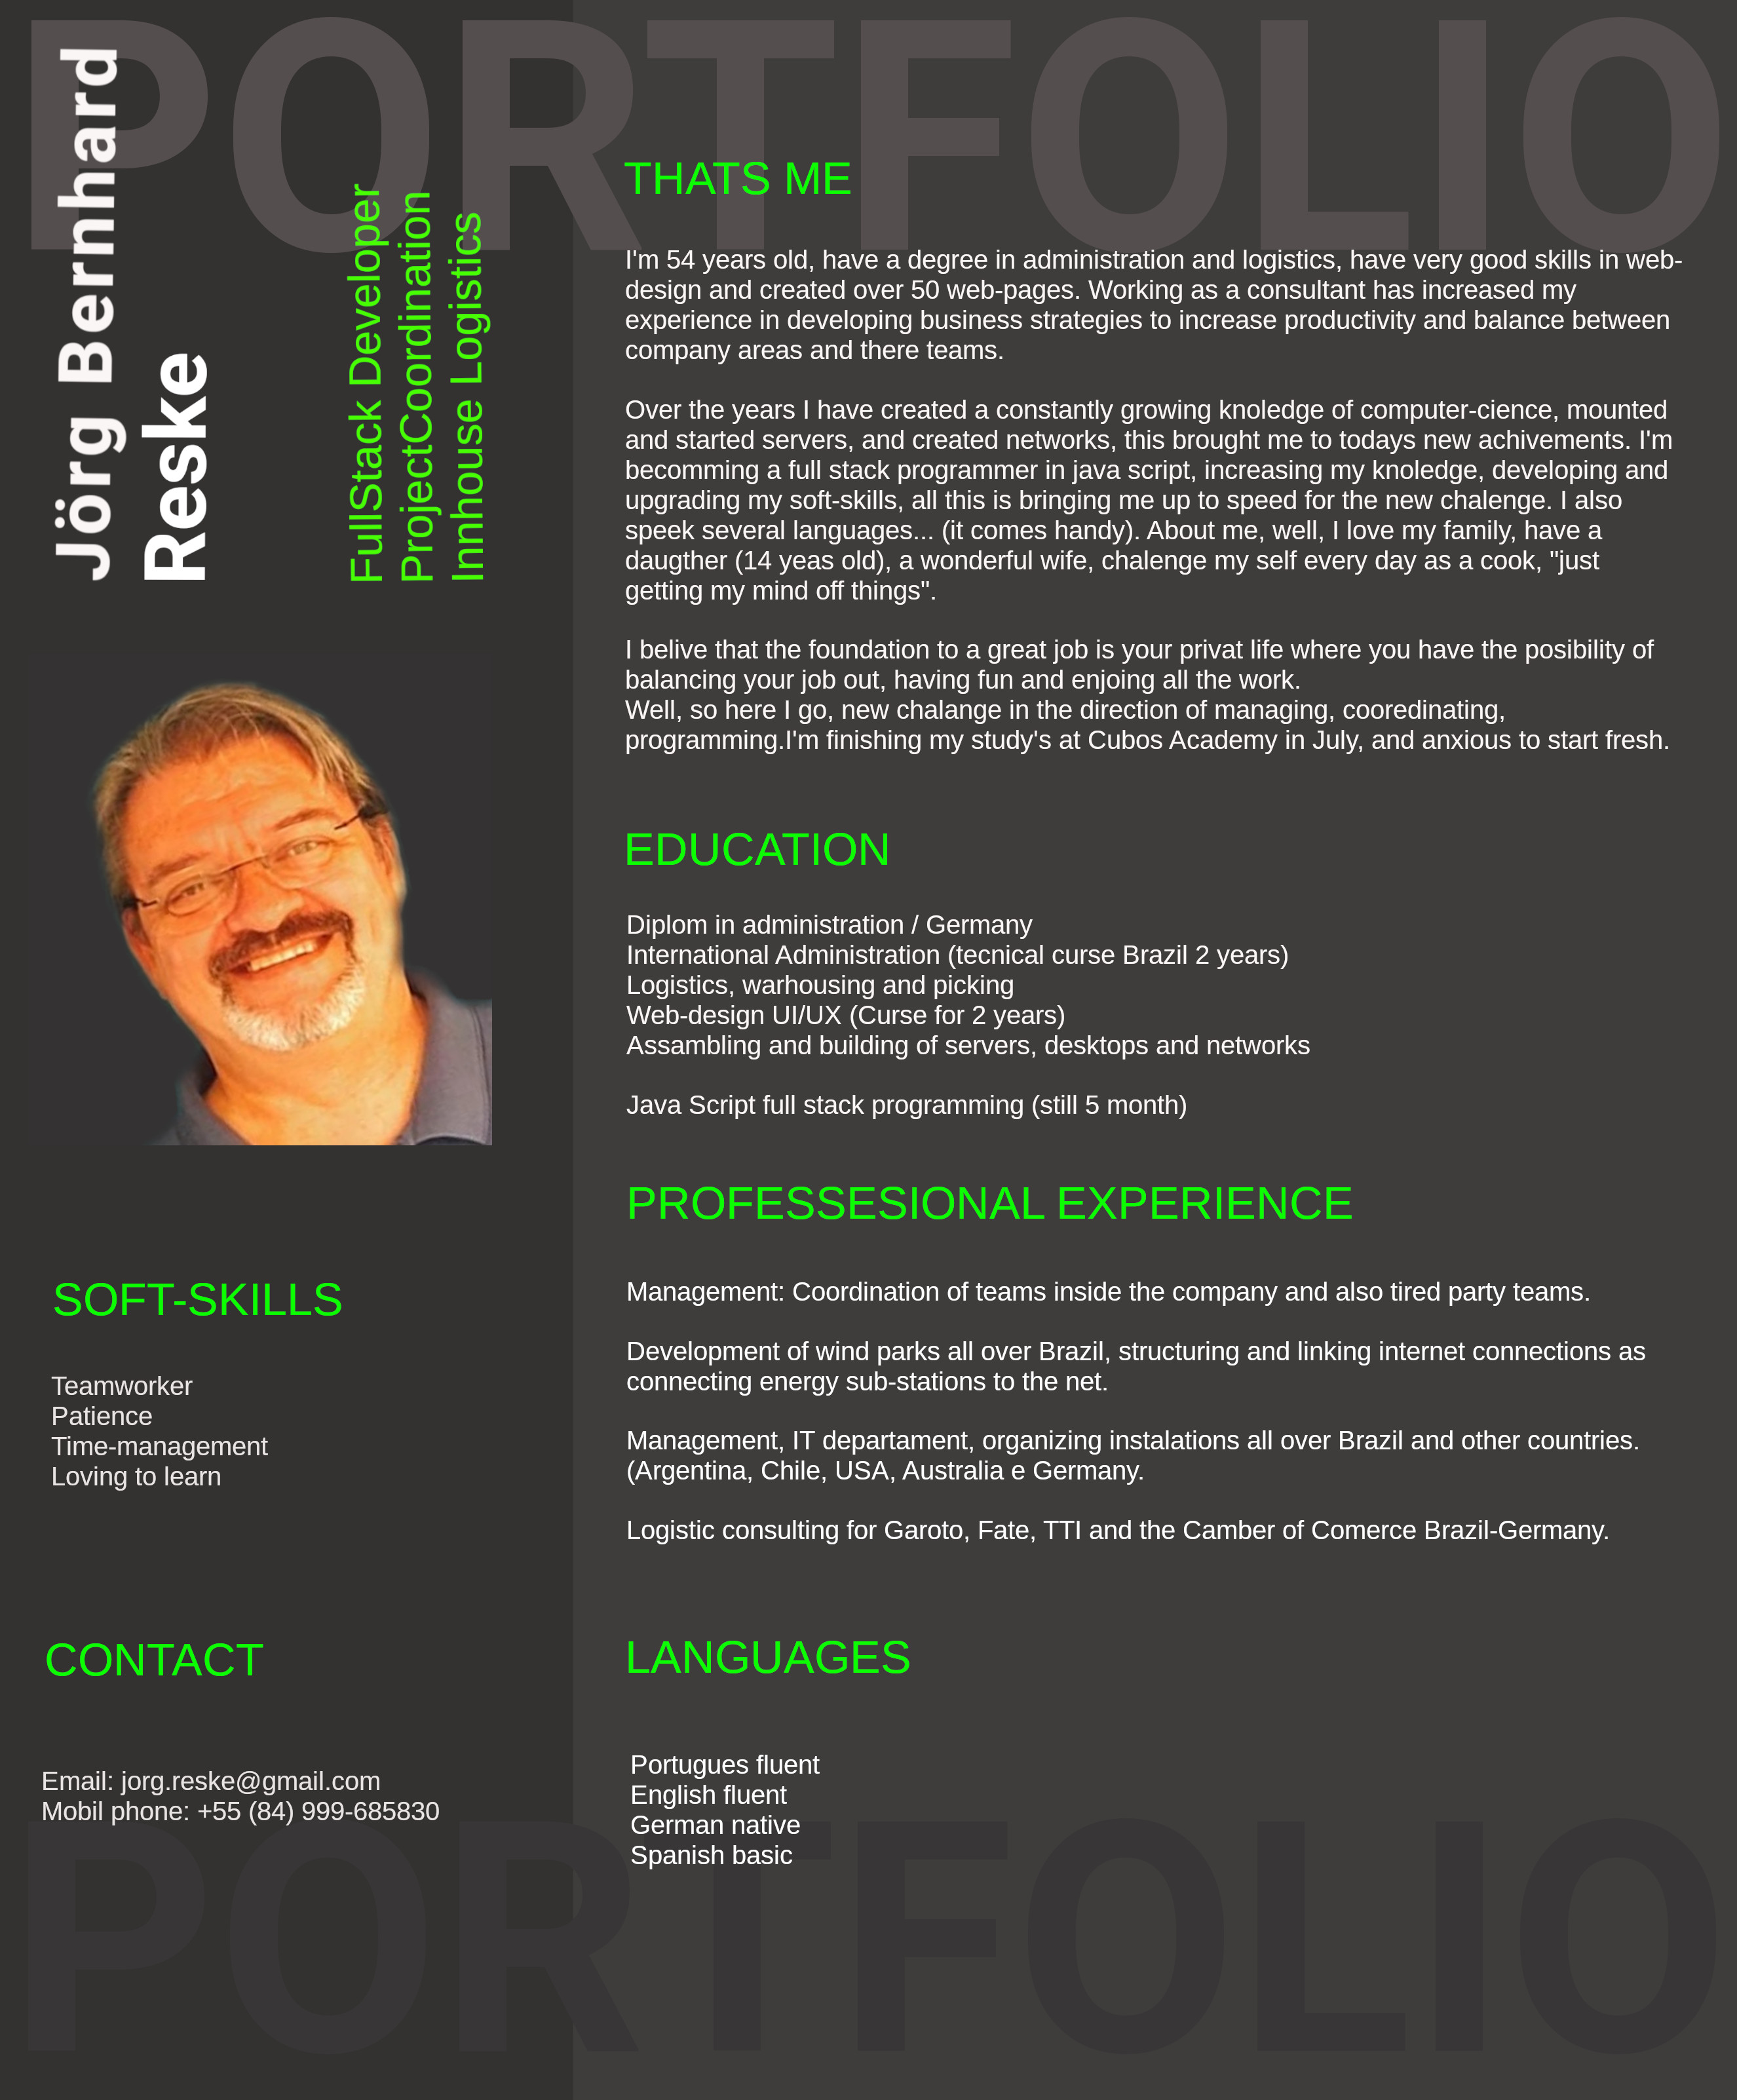 PORTFOLIO
Jörg Bernhard
Reske
FullStack Developer
ProjectCoordination
Innhouse Logistics
THATS ME
I'm 54 years old, have a degree in administration and logistics, have very good skills in web-
design and created over 50 web-pages. Working as a consultant has increased my
experience in developing business strategies to increase productivity and balance between
company areas and there teams.
Over the years I have created a constantly growing knoledge of computer-cience, mounted
and started servers, and created networks, this brought me to todays new achivements. I'm
becomming a full stack programmer in java script, increasing my knoledge, developing and
upgrading my soft-skills, all this is bringing me up to speed for the new chalenge. I also
speek several languages... (it comes handy). About me, well, I love my family, have a
daugther (14 yeas old), a wonderful wife, chalenge my self every day as a cook, "just
getting my mind off things".
I belive that the foundation to a great job is your privat life where you have the posibility of
balancing your job out, having fun and enjoing all the work.
Well, so here I go, new chalange in the direction of managing, cooredinating,
programming.I'm finishing my study's at Cubos Academy in July, and anxious to start fresh.
EDUCATION
Diplom in administration / Germany
International Administration (tecnical curse Brazil 2 years)
Logistics, warhousing and picking
Web-design UI/UX (Curse for 2 years)
Assambling and building of servers, desktops and networks
Java Script full stack programming (still 5 month)
PROFESSESIONAL EXPERIENCE
Management: Coordination of teams inside the company and also tired party teams.
Development of wind parks all over Brazil, structuring and linking internet connections as
connecting energy sub-stations to the net.
Management, IT departament, organizing instalations all over Brazil and other countries.
(Argentina, Chile, USA, Australia e Germany.
Logistic consulting for Garoto, Fate, TTI and the Camber of Comerce Brazil-Germany.
SOFT-SKILLS
Teamworker
Patience
Time-management
Loving to learn
CONTACT
Email: jorg.reske@gmail.com
Mobil phone: +55 (84) 999-685830
LANGUAGES
Portugues fluent
English fluent
German native
Spanish basic
PORTFOLIO